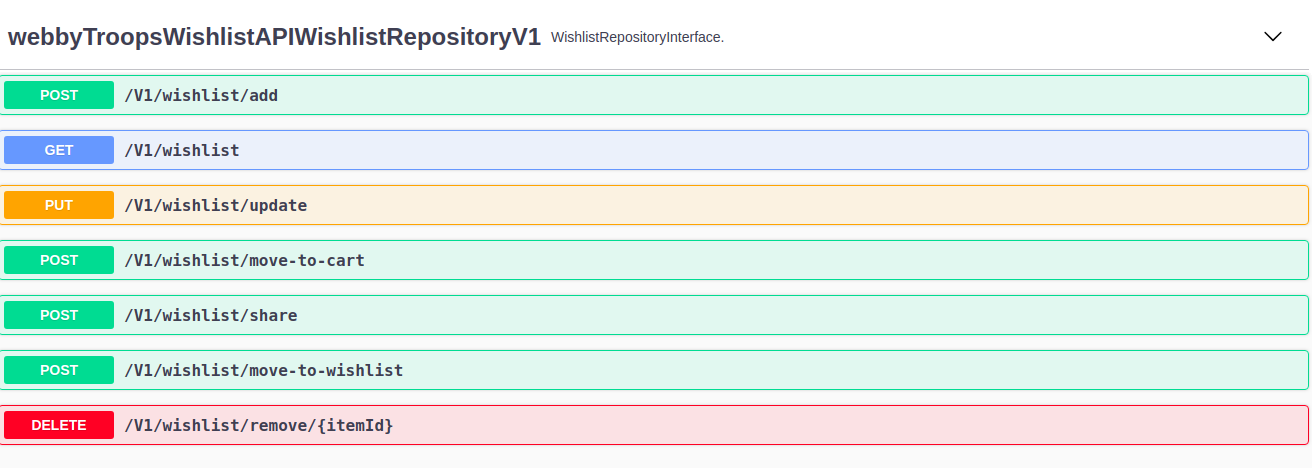 webbyTroopsWishlistAPIWishlistRepositoryV1 WishlistRepositoryInterface.
POST /V1/wishlist/add
GET /V1/wishlist
PUT /V1/wishlist/update
POST /V1/wishlist/move-to-cart
POST /V1/wishlist/share
POST /V1/wishlist/move-to-wishlist
DELETE /V1/wishlist/remove/{itemId}